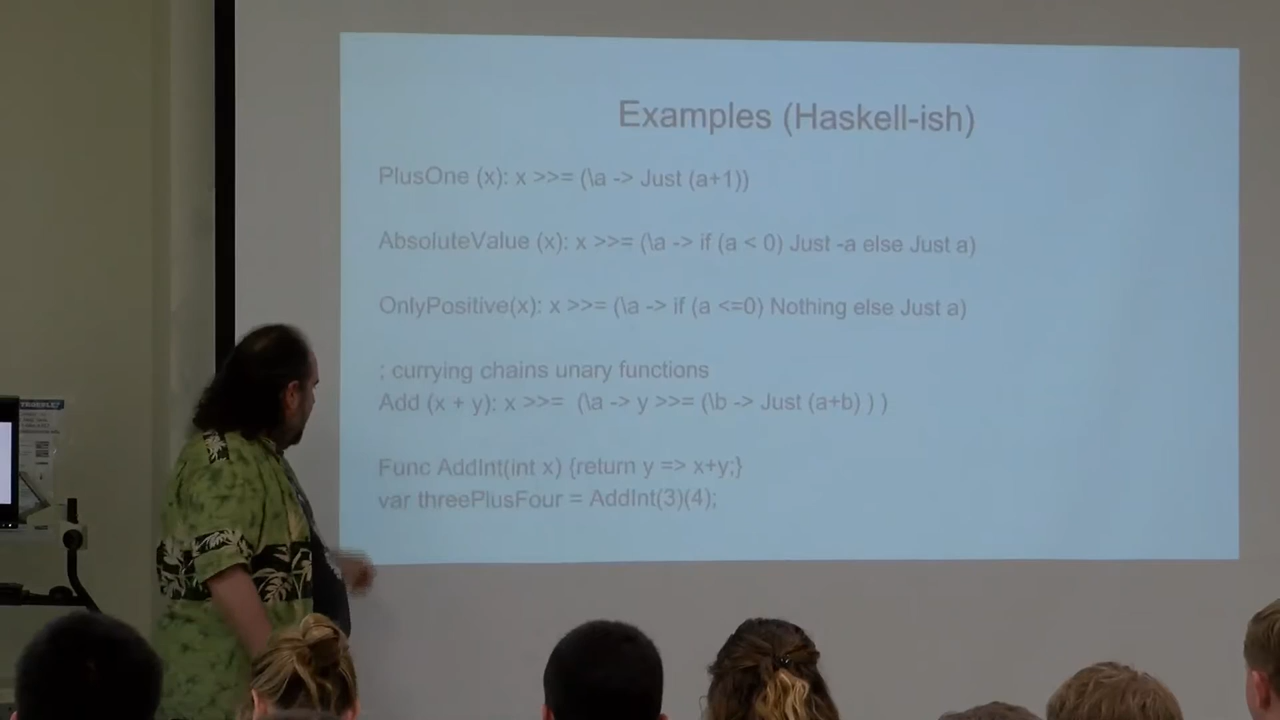 Examples (Haskell-ish)
PlusOne (x): x >>= (\a -> Just (a+1))
AbsoluteValue (x): x >>= (\a -> if (a < 0) Just -a else Just a)
OnlyPositive(x): x >>= (\a -> if (a <=0) Nothing else Just a)
; currying chains unary functions
Add (x + y): x >>= (\a -> y >>= (\b -> Just (a+b) ) )
Func AddInt(int x) {return y => x+y;}
var threePlusFour = AddInt(3)(4);